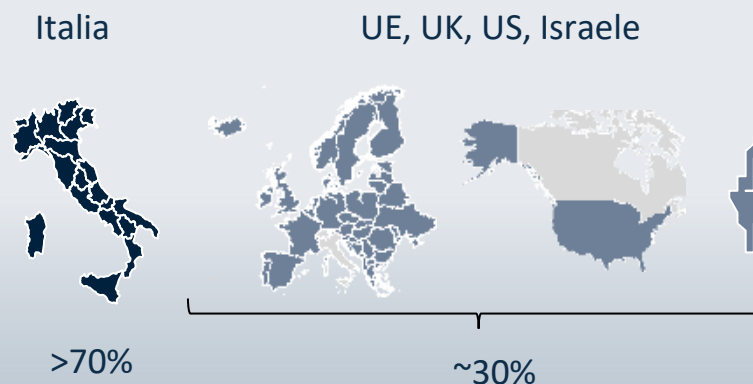 Italia
UE, UK, US, Israele
>70%
~30%